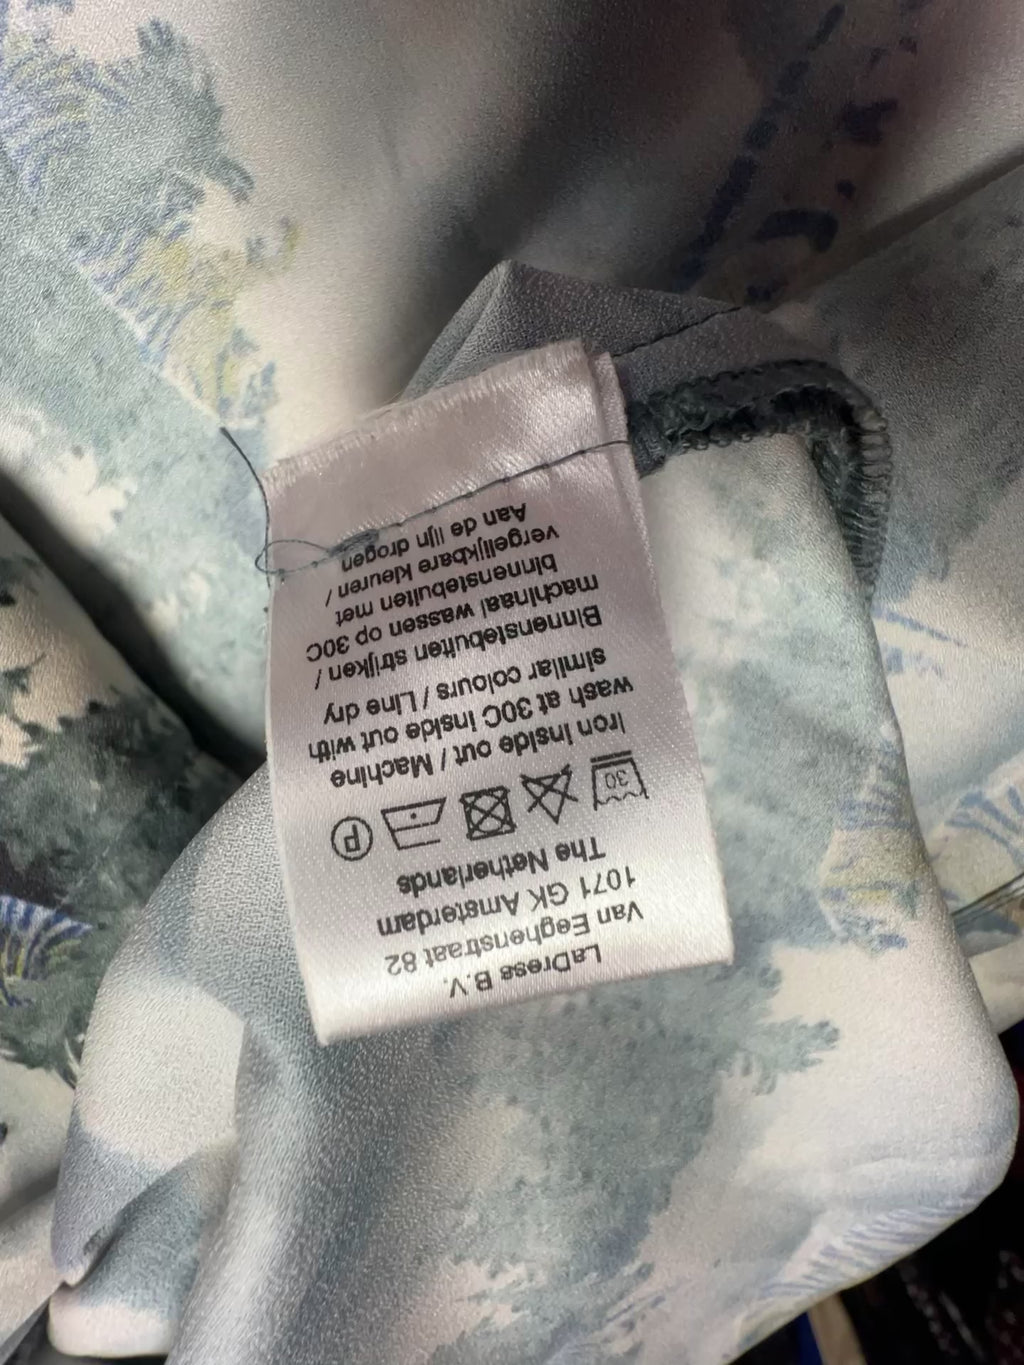 LaDress B.V.
Van Eeghenstraat 82
1071 GK Amsterdam
The Netherlands
30
P
Iron inside out / Machine
wash at 30C inside out with
similar colours / Line dry
Binnenstebuiten strijken /
machinaal wassen op 30C
binnenstebuiten met
vergelijkbare kleuren /
Aan de lijn drogen